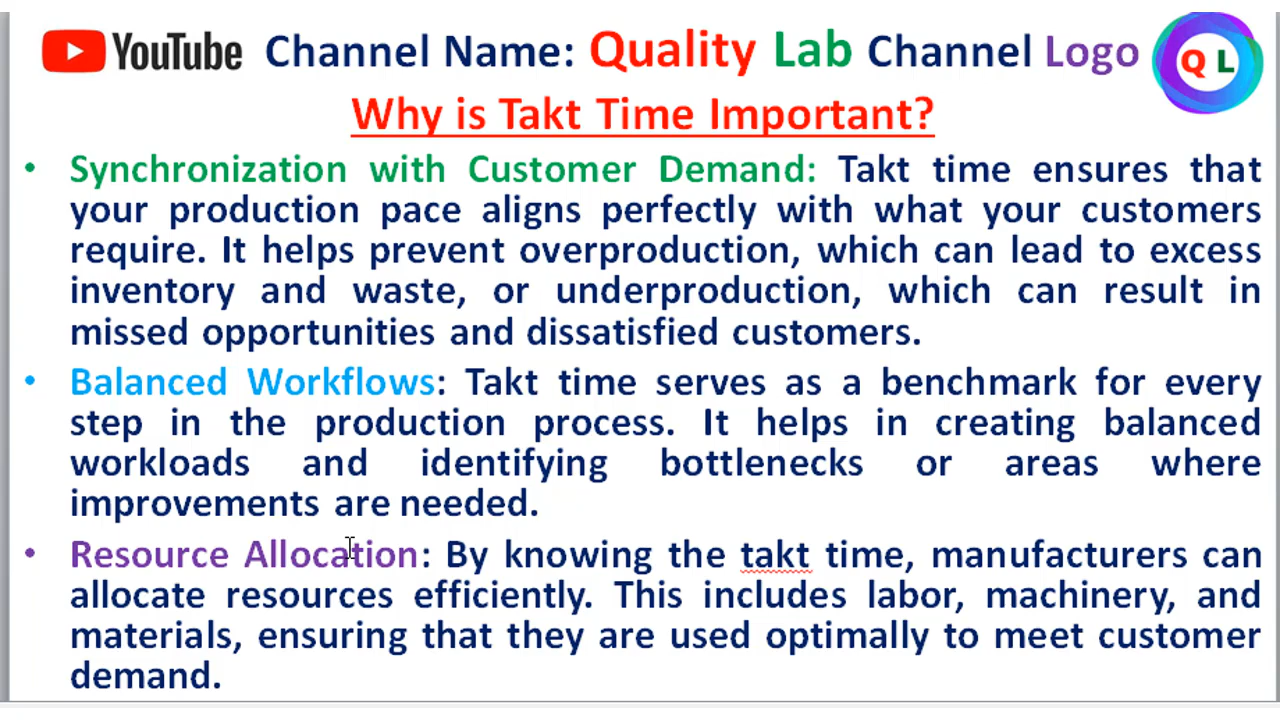 YouTube Channel Name: Quality Lab Channel Logo Q L
Why is Takt Time Important?
• Synchronization with Customer Demand: Takt time ensures that
your production pace aligns perfectly with what your customers
require. It helps prevent overproduction, which can lead to excess
inventory and waste, or underproduction, which can result in
missed opportunities and dissatisfied customers.
• Balanced Workflows: Takt time serves as a benchmark for every
step in the production process. It helps in creating balanced
workloads and identifying bottlenecks or areas where
improvements are needed.
• Resource Allocation: By knowing the takt time, manufacturers can
allocate resources efficiently. This includes labor, machinery, and
materials, ensuring that they are used optimally to meet customer
demand.